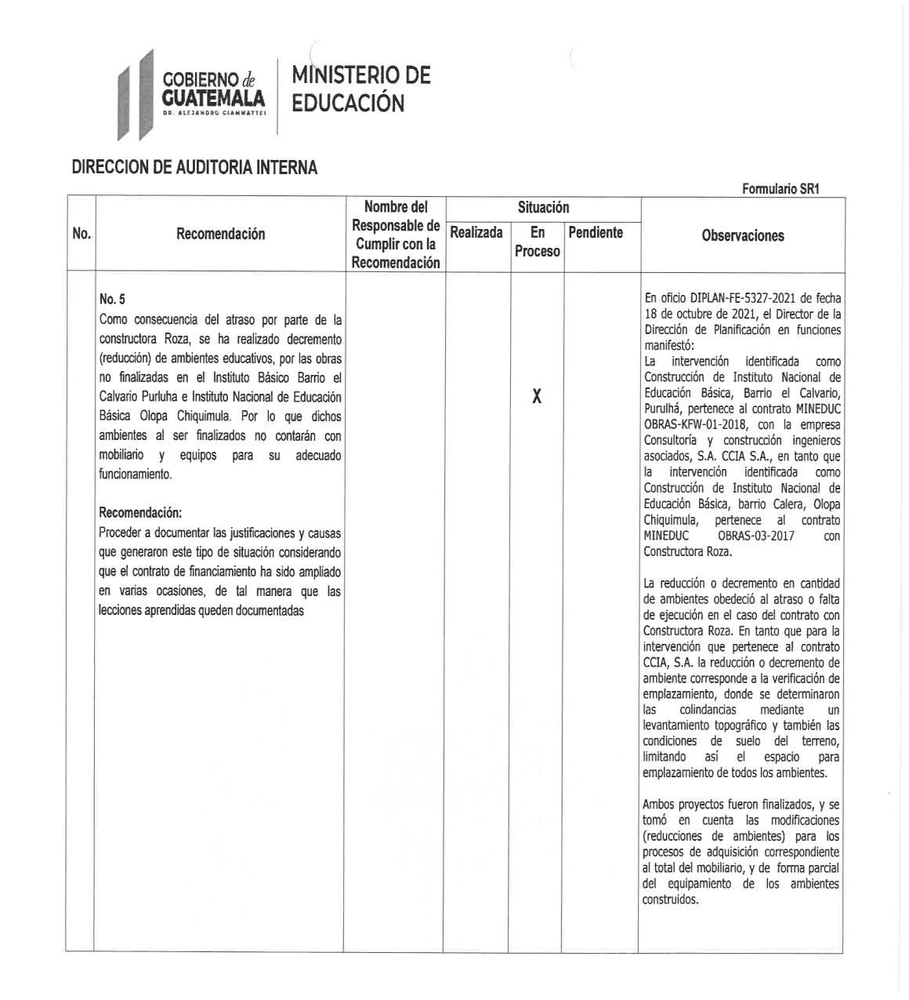 GOBIERNO de
GUATEMALA
DR. ALEJANDRO GIAMMATTEI
MINISTERIO DE
EDUCACIÓN
DIRECCION DE AUDITORIA INTERNA
Formulario SR1
No.
Recomendación
Nombre del
Responsable de
Cumplir con la
Recomendación
Situación
Realizada
En
Proceso
Pendiente
Observaciones
No. 5
Como consecuencia del atraso por parte de la
constructora Roza, se ha realizado decremento
(reducción) de ambientes educativos, por las obras
no finalizadas en el Instituto Básico Barrio el
Calvario Purluha e Instituto Nacional de Educación
Básica Olopa Chiquimula. Por lo que dichos
ambientes al ser finalizados no contarán con
mobiliario y equipos para su adecuado
funcionamiento.
Recomendación:
Proceder a documentar las justificaciones y causas
que generaron este tipo de situación considerando
que el contrato de financiamiento ha sido ampliado
en varias ocasiones, de tal manera que las
lecciones aprendidas queden documentadas
X
En oficio DIPLAN-FE-5327-2021 de fecha
18 de octubre de 2021, el Director de la
Dirección de Planificación en funciones
manifestó:
La intervención identificada como
Construcción de Instituto Nacional de
Educación Básica, Barrio el Calvario,
Purulhá, pertenece al contrato MINEDUC
OBRAS-KFW-01-2018, con la empresa
Consultoría y construcción ingenieros
asociados, S.A. CCIA S.A., en tanto que
la intervención identificada como
Construcción de Instituto Nacional de
Educación Básica, barrio Calera, Olopa
Chiquimula, pertenece al contrato
MINEDUC OBRAS-03-2017 con
Constructora Roza.
La reducción o decremento en cantidad
de ambientes obedeció al atraso o falta
de ejecución en el caso del contrato con
Constructora Roza. En tanto que para la
intervención que pertenece al contrato
CCIA, S.A. la reducción o decremento de
ambiente corresponde a la verificación de
emplazamiento, donde se determinaron
las colindancias mediante un
levantamiento topográfico y también las
condiciones de suelo del terreno,
limitando así el espacio para
emplazamiento de todos los ambientes.
Ambos proyectos fueron finalizados, y se
tomó en cuenta las modificaciones
(reducciones de ambientes) para los
procesos de adquisición correspondiente
al total del mobiliario, y de forma parcial
del equipamiento de los ambientes
construidos.